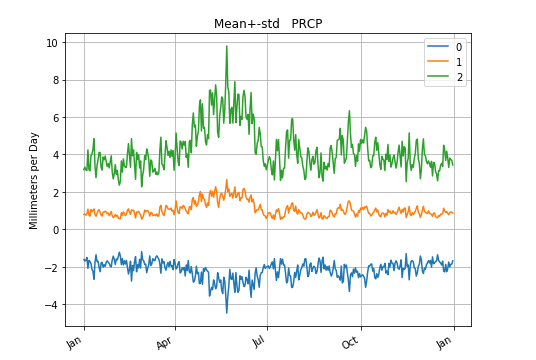 Mean+-std   PRCP
0
1
2
Millimeters per Day
10
8
6
4
2
0
−2
−4
Jan
Apr
Jul
Oct
Jan